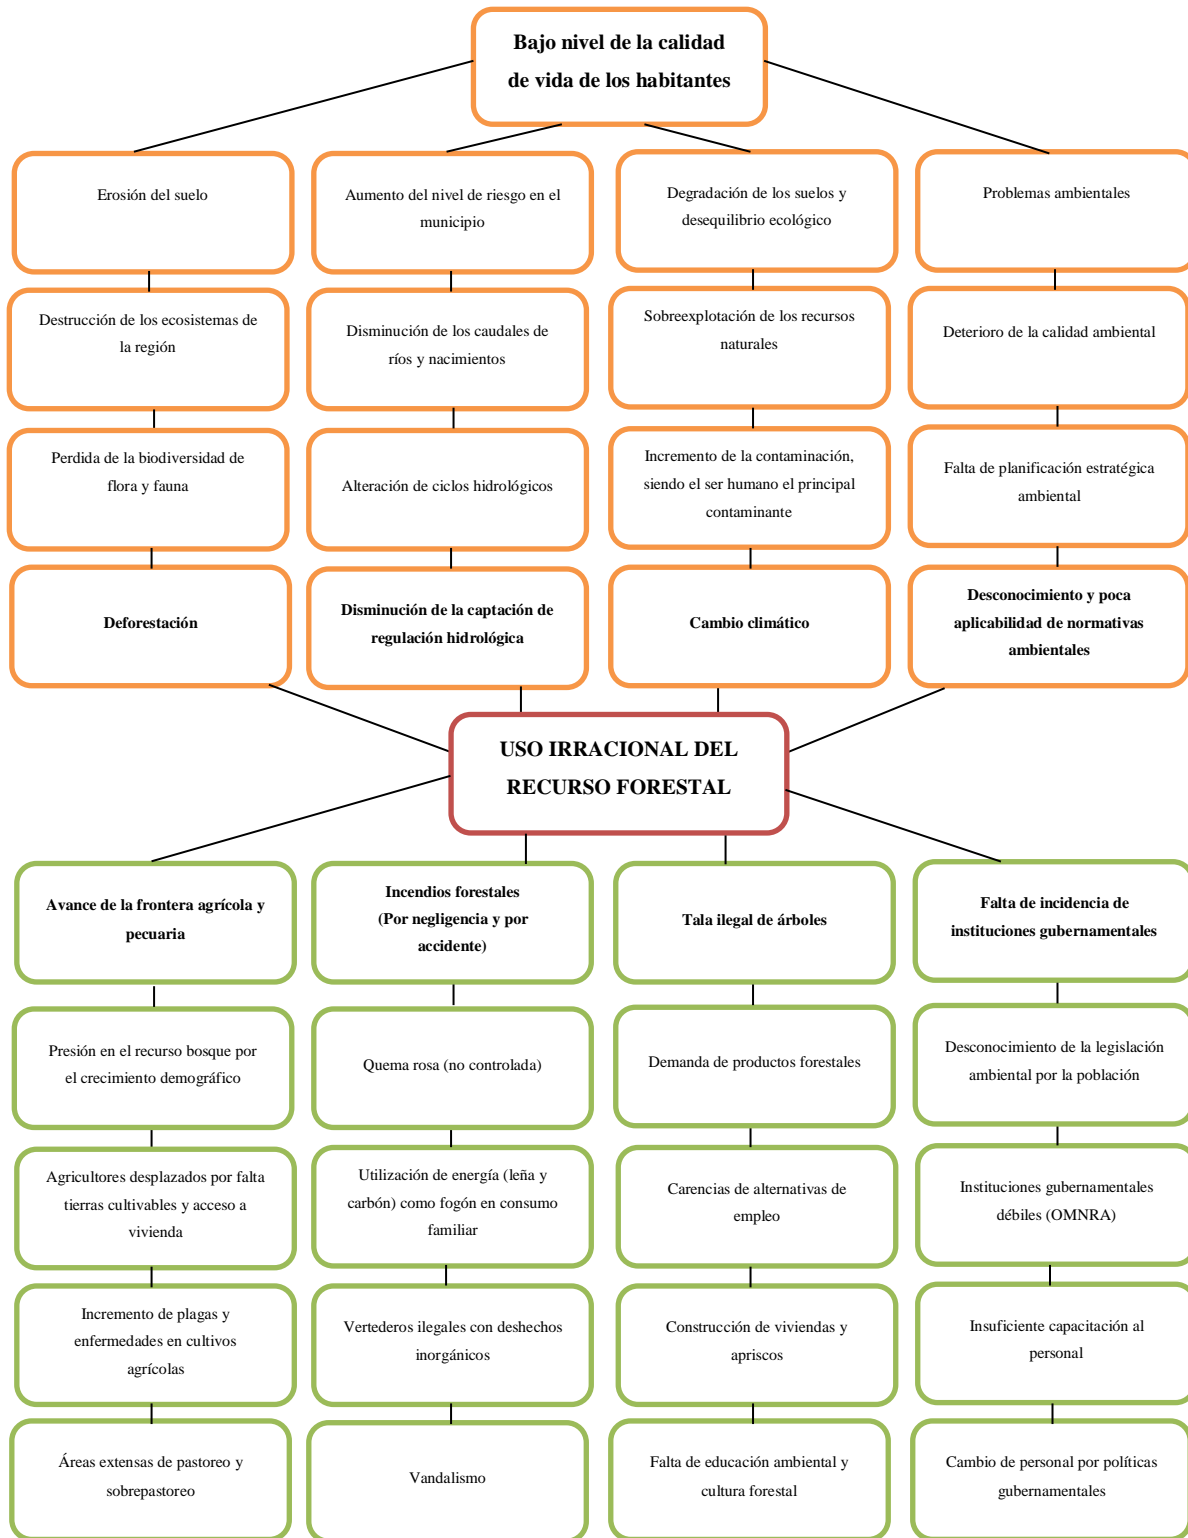 Bajo nivel de la calidad
de vida de los habitantes
Erosión del suelo
Aumento del nivel de riesgo en el
municipio
Degradación de los suelos y
desequilibrio ecológico
Problemas ambientales
Destrucción de los ecosistemas de
la región
Disminución de los caudales de
ríos y nacimientos
Sobreexplotación de los recursos
naturales
Deterioro de la calidad ambiental
Perdida de la biodiversidad de
flora y fauna
Alteración de ciclos hidrológicos
Incremento de la contaminación,
siendo el ser humano el principal
contaminante
Falta de planificación estratégica
ambiental
Deforestación
Disminución de la captación de
regulación hidrológica
Cambio climático
Desconocimiento y poca
aplicabilidad de normativas
ambientales
USO IRRACIONAL DEL
RECURSO FORESTAL
Avance de la frontera agrícola y
pecuaria
Incendios forestales
(Por negligencia y por
accidente)
Tala ilegal de árboles
Falta de incidencia de
instituciones gubernamentales
Presión en el recurso bosque por
el crecimiento demográfico
Quema rosa (no controlada)
Demanda de productos forestales
Desconocimiento de la legislación
ambiental por la población
Agricultores desplazados por falta
tierras cultivables y acceso a
vivienda
Utilización de energía (leña y
carbón) como fogón en consumo
familiar
Carencias de alternativas de
empleo
Instituciones gubernamentales
débiles (OMNRA)
Incremento de plagas y
enfermedades en cultivos
agrícolas
Vertederos ilegales con deshechos
inorgánicos
Construcción de viviendas y
apriscos
Insuficiente capacitación al
personal
Áreas extensas de pastoreo y
sobrepastoreo
Vandalismo
Falta de educación ambiental y
cultura forestal
Cambio de personal por políticas
gubernamentales